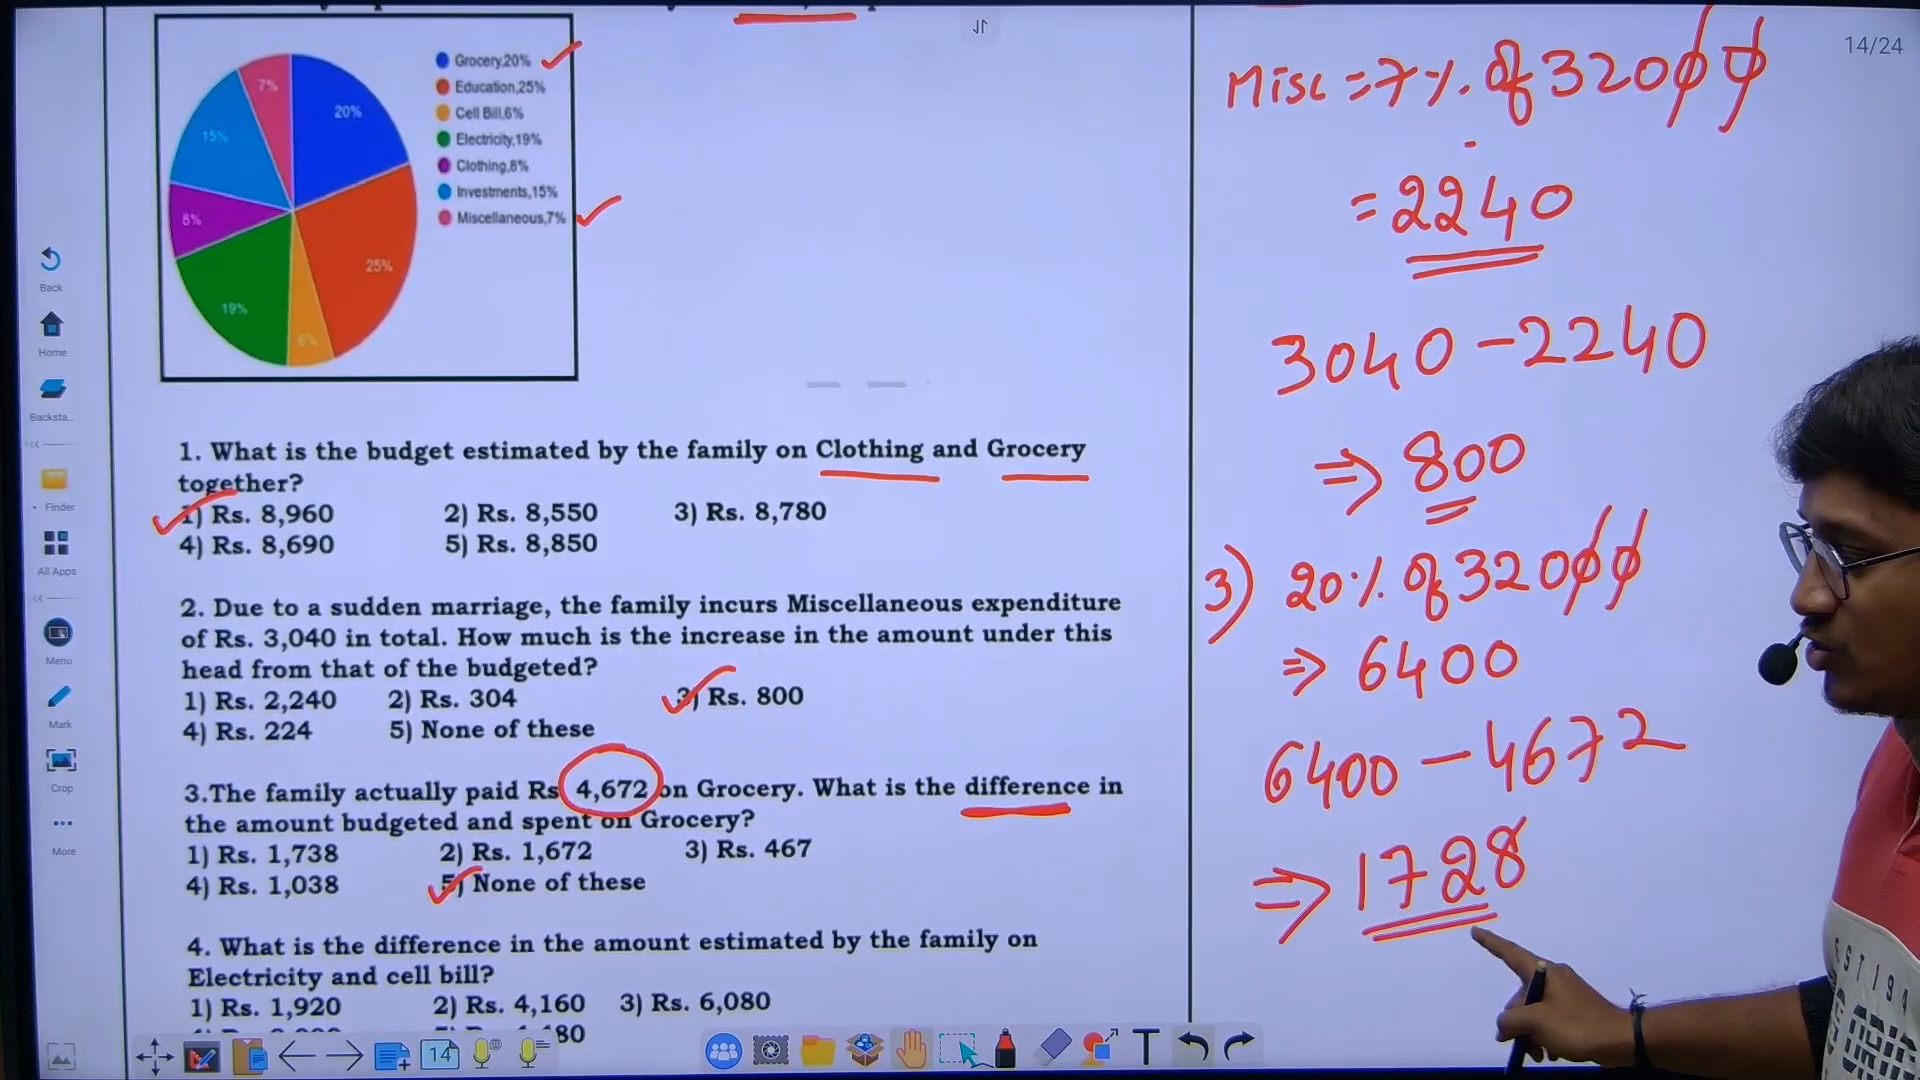 14/24
Grocery,20%
Education,25%
Cell Bill,6%
Electricity,19%
Clothing,8%
Investments,15%
Miscellaneous,7%
7%
20%
15%
8%
25%
19%
6%
1. What is the budget estimated by the family on Clothing and Grocery
together?
1) Rs. 8,960 2) Rs. 8,550 3) Rs. 8,780
4) Rs. 8,690 5) Rs. 8,850
2. Due to a sudden marriage, the family incurs Miscellaneous expenditure
of Rs. 3,040 in total. How much is the increase in the amount under this
head from that of the budgeted?
1) Rs. 2,240 2) Rs. 304 3) Rs. 800
4) Rs. 224 5) None of these
3.The family actually paid Rs 4,672 on Grocery. What is the difference in
the amount budgeted and spent on Grocery?
1) Rs. 1,738 2) Rs. 1,672 3) Rs. 467
4) Rs. 1,038 5) None of these
4. What is the difference in the amount estimated by the family on
Electricity and cell bill?
1) Rs. 1,920 2) Rs. 4,160 3) Rs. 6,080
Misc = 7% of 32000
= 2240
3040 - 2240
⇒ 800
3) 20% of 32000
⇒ 6400
6400 - 4672
⇒ 1728
Back
Home
Backsta...
Finder
All Apps
Menu
Mark
Crop
More
14
T
EST/94